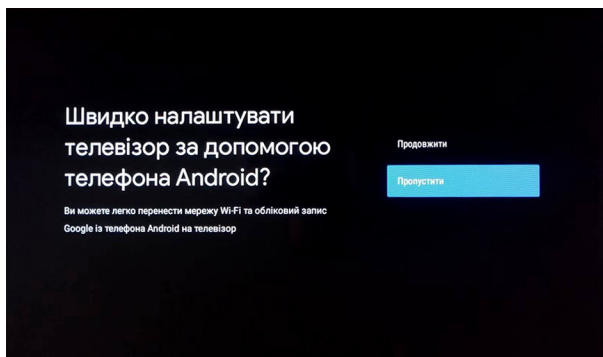 Швидко налаштувати
телевізор за допомогою
телефона Android?
Ви можете легко перенести мережу Wi-Fi та обліковий запис
Google із телефона Android на телевізор
Продовжити
Пропустити